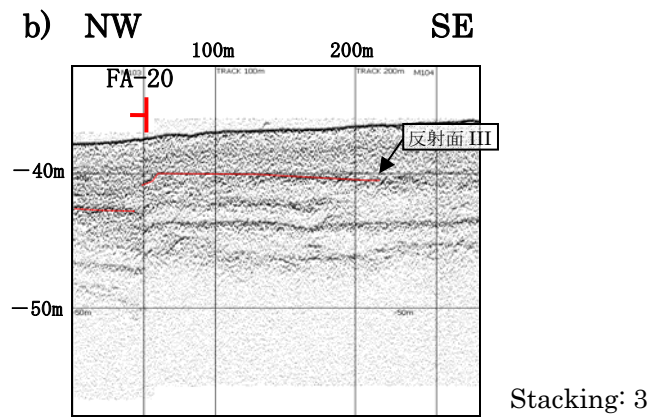 b) NW SE
100m 200m
M103 TRACK 100m TRACK 200m M104
FA-20
反射面 III
-40m
-50m
-50m -50m
Stacking: 3